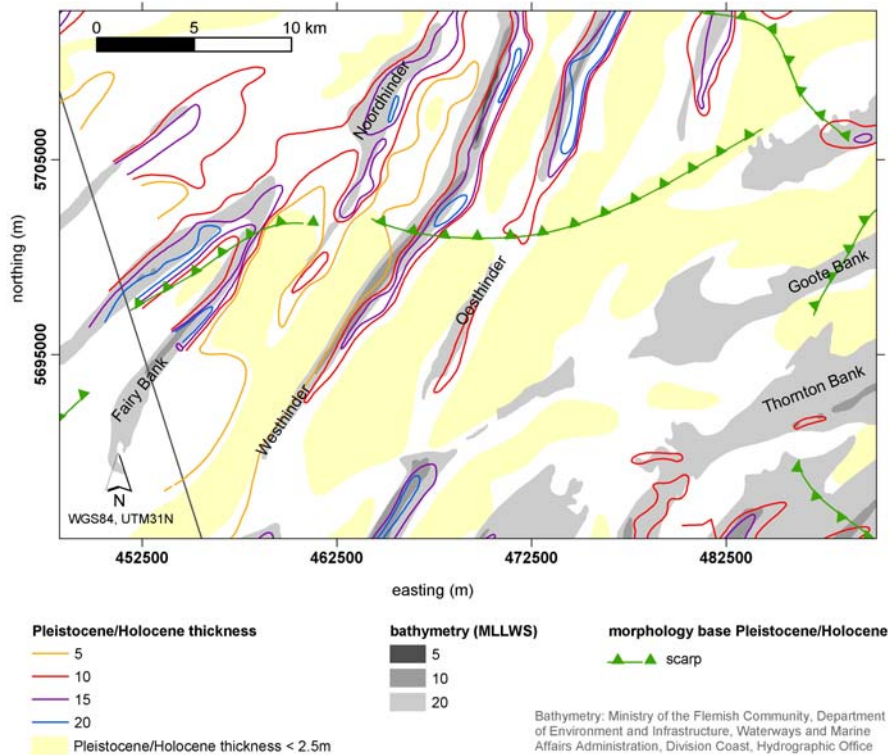 0 5 10 km
Noordhinder
5705000
northing (m)
Goote Bank
Oosthinder
5695000
Thornton Bank
Fairy Bank
Westhinder
N
WGS84, UTM31N
452500 462500 472500 482500
easting (m)
Pleistocene/Holocene thickness
5
10
15
20
Pleistocene/Holocene thickness < 2.5m
bathymetry (MLLWS)
5
10
20
morphology base Pleistocene/Holocene
scarp
Bathymetry: Ministry of the Flemish Community, Department
of Environment and Infrastructure, Waterways and Marine
Affairs Administration, Division Coast, Hydrographic Office